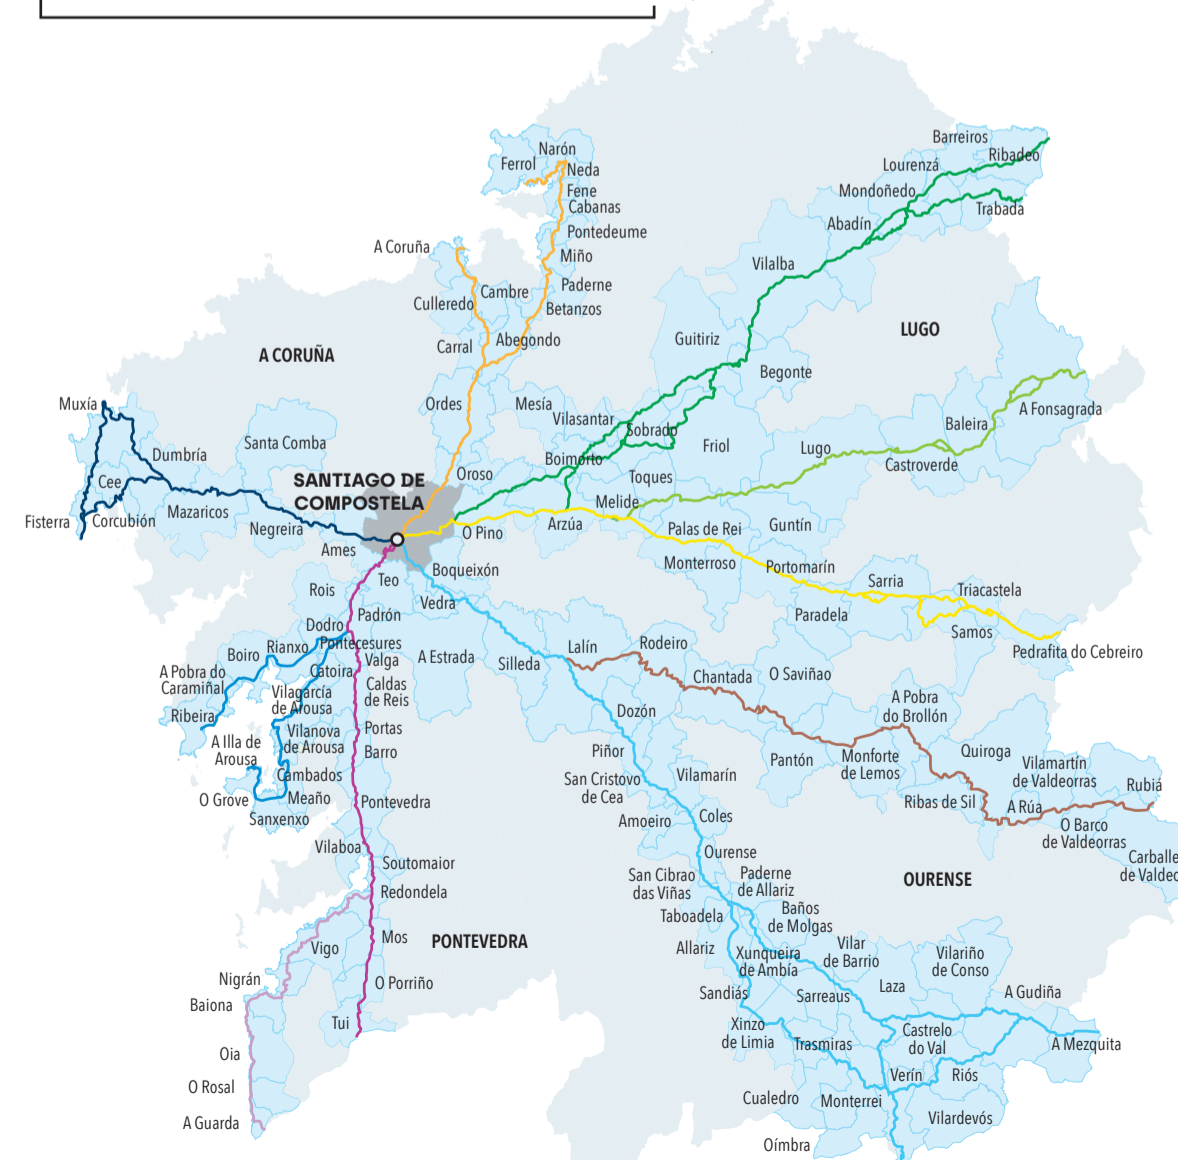 Barreiros
Narón
Ribadeo
Ferrol
Lourenzá
Neda
Fene
Mondoñedo
Cabanas
Trabada
Abadín
Pontedeume
A Coruña
Miño
Vilalba
Paderne
Cambre
Culleredo
Betanzos
LUGO
Abegondo
Guitiriz
Carral
A CORUÑA
Begonte
Muxía
Ordes
Mesía
A Fonsagrada
Vilasantar
Baleira
Sobrado
Santa Comba
Friol
Lugo
Dumbría
Boimorto
Castroverde
Oroso
Toques
SANTIAGO DE
COMPOSTELA
Cee
Melide
Mazaricos
Fisterra
Corcubión
Arzúa
Guntín
Negreira
Palas de Rei
O Pino
Ames
Monterroso
Portomarín
Boqueixón
Teo
Sarria
Triacastela
Rois
Vedra
Padrón
Paradela
Dodro
Samos
Pontecesures
Rianxo
Lalín
Rodeiro
Pedrafita do Cebreiro
Boiro
Valga
A Estrada
Silleda
A Pobra do
Caramiñal
Catoira
O Saviñao
Chantada
Caldas
de Reis
Vilagarcía
de Arousa
A Pobra
do Brollón
Ribeira
Dozón
Portas
Vilanova
de Arousa
A Illa de
Arousa
Barro
Piñor
Quiroga
Pantón
Monforte
de Lemos
Vilamartín
de Valdeorras
Cambados
San Cristovo
de Cea
Vilamarín
Rubiá
O Grove
Meaño
Pontevedra
Ribas de Sil
A Rúa
Sanxenxo
Amoeiro
Coles
O Barco
de Valdeorras
Vilaboa
Ourense
Carballe
de Valdec
Soutomaior
San Cibrao
das Viñas
Paderne
de Allariz
OURENSE
Redondela
Taboadela
Baños
de Molgas
Mos
PONTEVEDRA
Vigo
Allariz
Xunqueira
de Ambía
Vilar
de Barrio
Vilariño
de Conso
Nigrán
O Porriño
Laza
Sandiás
Sarreaus
A Gudiña
Baiona
Tui
Xinzo
de Limia
Castrelo
do Val
Trasmiras
A Mezquita
Oia
Verín
Riós
O Rosal
Cualedro
Monterrei
A Guarda
Vilardevós
Oímbra